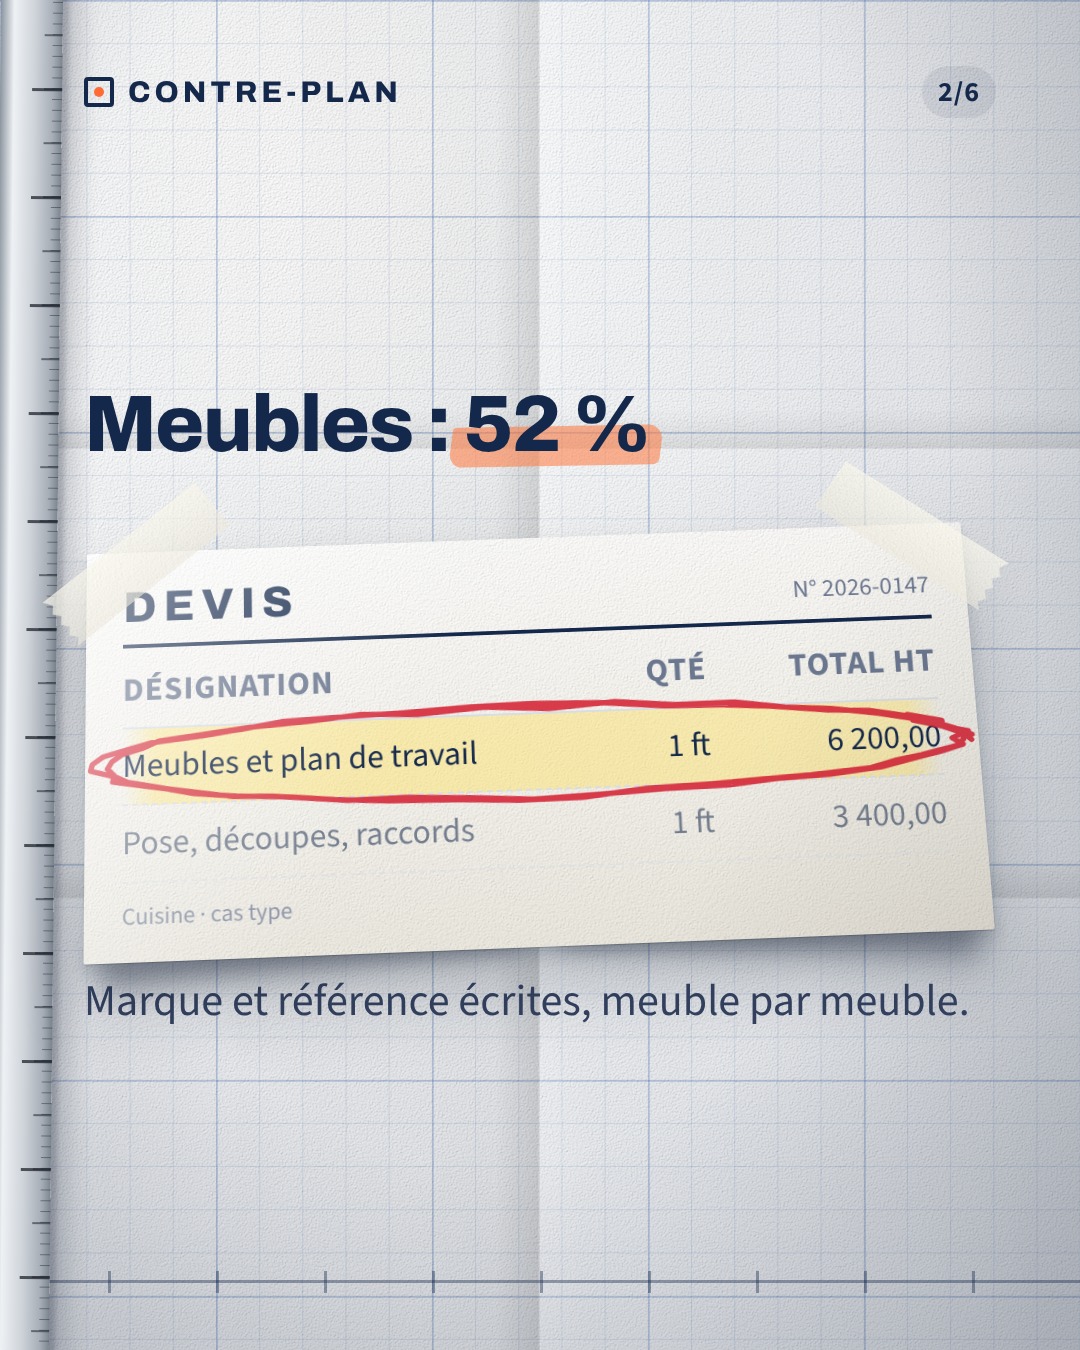 CONTRE-PLAN
2/6
Meubles : 52 %
DEVIS
N° 2026-0147
DÉSIGNATION QTÉ TOTAL HT
Meubles et plan de travail 1 ft 6 200,00
Pose, découpes, raccords 1 ft 3 400,00
Cuisine · cas type
Marque et référence écrites, meuble par meuble.